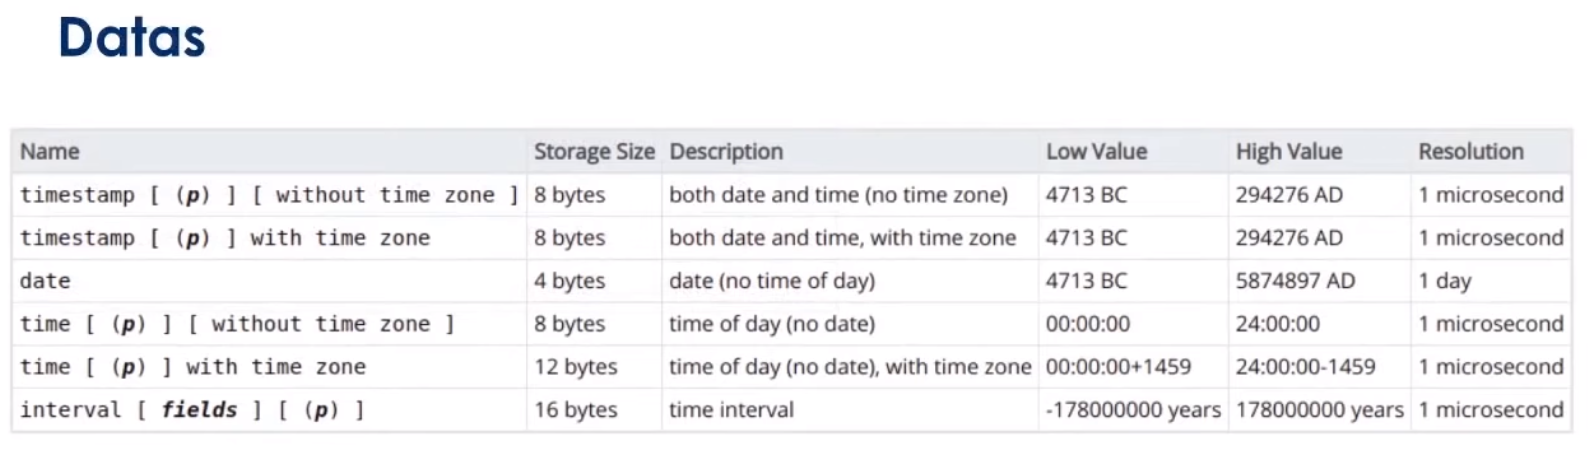 Datas
Name Storage Size Description Low Value High Value Resolution
timestamp [ (p) ] [ without time zone ] 8 bytes both date and time (no time zone) 4713 BC 294276 AD 1 microsecond
timestamp [ (p) ] with time zone 8 bytes both date and time, with time zone 4713 BC 294276 AD 1 microsecond
date 4 bytes date (no time of day) 4713 BC 5874897 AD 1 day
time [ (p) ] [ without time zone ] 8 bytes time of day (no date) 00:00:00 24:00:00 1 microsecond
time [ (p) ] with time zone 12 bytes time of day (no date), with time zone 00:00:00+1459 24:00:00-1459 1 microsecond
interval [ fields ] [ (p) ] 16 bytes time interval -178000000 years 178000000 years 1 microsecond